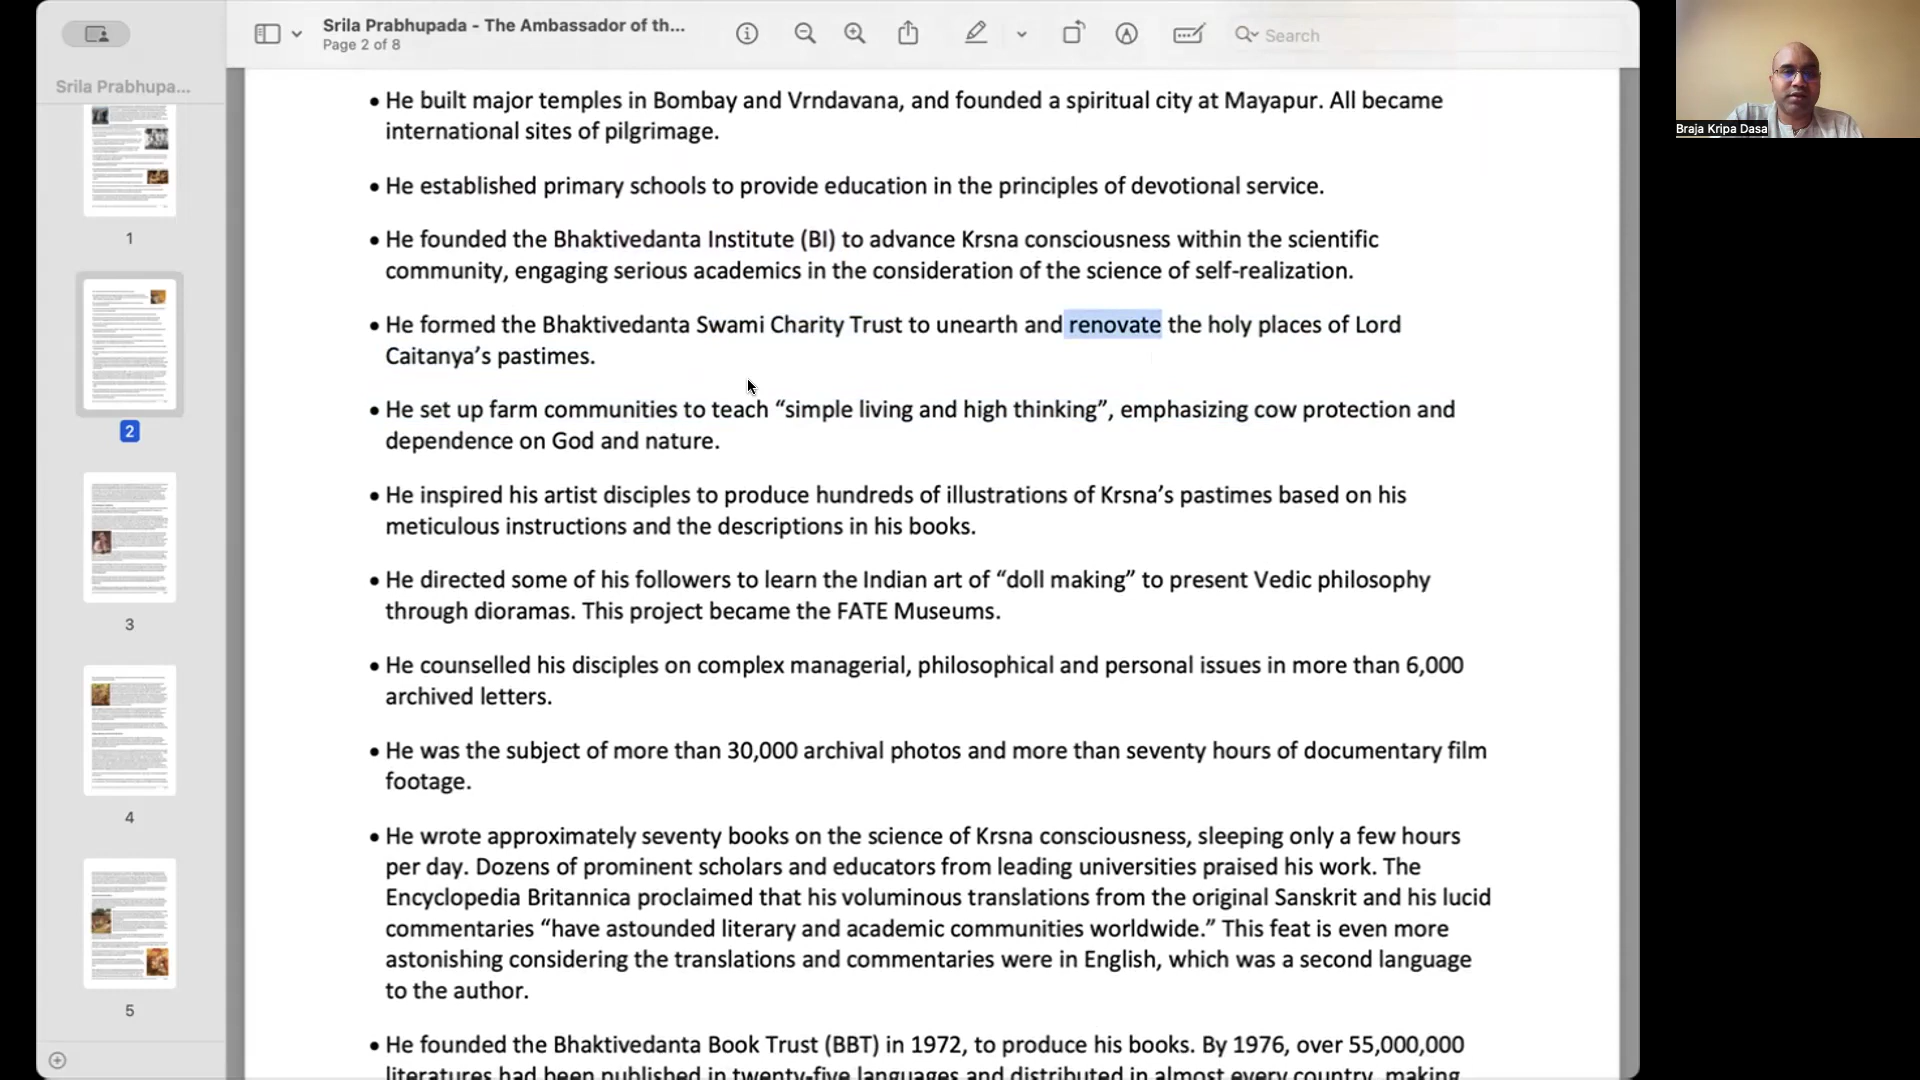 Srila Prabhupada - The Ambassador of th...
Page 2 of 8
Search
Srila Prabhupa...
1
2
3
4
5
• He built major temples in Bombay and Vrndavana, and founded a spiritual city at Mayapur. All became
international sites of pilgrimage.
• He established primary schools to provide education in the principles of devotional service.
• He founded the Bhaktivedanta Institute (BI) to advance Krsna consciousness within the scientific
community, engaging serious academics in the consideration of the science of self-realization.
• He formed the Bhaktivedanta Swami Charity Trust to unearth and renovate the holy places of Lord
Caitanya’s pastimes.
• He set up farm communities to teach “simple living and high thinking”, emphasizing cow protection and
dependence on God and nature.
• He inspired his artist disciples to produce hundreds of illustrations of Krsna’s pastimes based on his
meticulous instructions and the descriptions in his books.
• He directed some of his followers to learn the Indian art of “doll making” to present Vedic philosophy
through dioramas. This project became the FATE Museums.
• He counselled his disciples on complex managerial, philosophical and personal issues in more than 6,000
archived letters.
• He was the subject of more than 30,000 archival photos and more than seventy hours of documentary film
footage.
• He wrote approximately seventy books on the science of Krsna consciousness, sleeping only a few hours
per day. Dozens of prominent scholars and educators from leading universities praised his work. The
Encyclopedia Britannica proclaimed that his voluminous translations from the original Sanskrit and his lucid
commentaries “have astounded literary and academic communities worldwide.” This feat is even more
astonishing considering the translations and commentaries were in English, which was a second language
to the author.
• He founded the Bhaktivedanta Book Trust (BBT) in 1972, to produce his books. By 1976, over 55,000,000
literatures had been published in twenty-five languages and distributed in almost every country, making
Braja Kripa Dasa